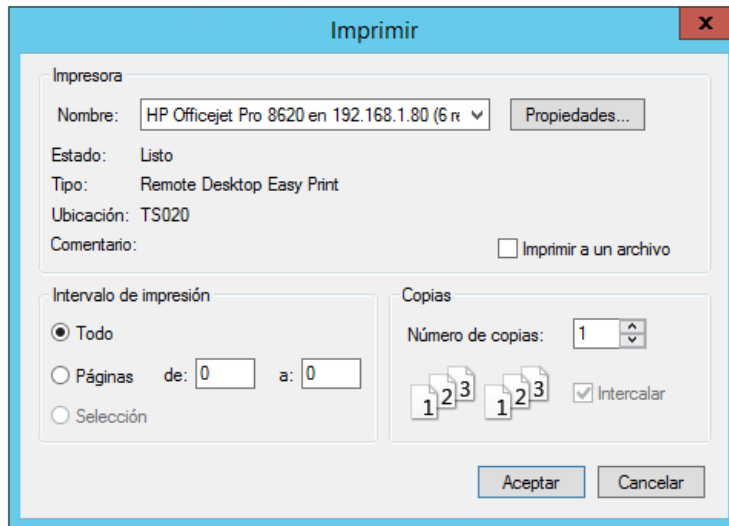 Imprimir
x
Impresora
Nombre: HP Officejet Pro 8620 en 192.168.1.80 (6 re Propiedades...
Estado: Listo
Tipo: Remote Desktop Easy Print
Ubicación: TS020
Comentario:
Imprimir a un archivo
Intervalo de impresión
Todo
Páginas de: 0 a: 0
Selección
Copias
Número de copias: 1
1 2 3 1 2 3 Intercalar
Aceptar Cancelar